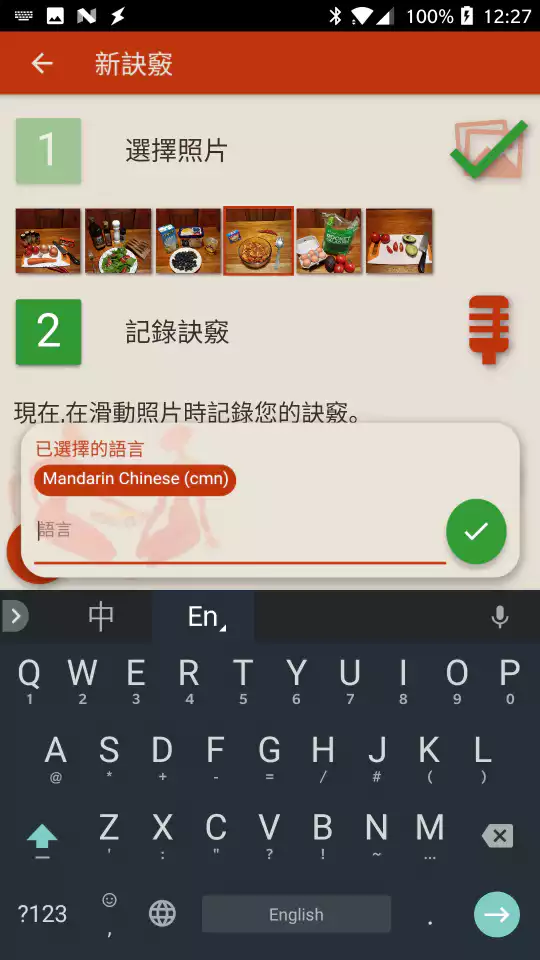 100% 12:27
新訣竅
1 選擇照片
2 記錄訣竅
現在,在滑動照片時記錄您的訣竅。
已選擇的語言
Mandarin Chinese (cmn)
語言
中 En
Q W E R T Y U I O P
1 2 3 4 5 6 7 8 9 0
A S D F G H J K L
@ * + - = / # ( )
Z X C V B N M
' : " ? ! ~ …
?123 , English .